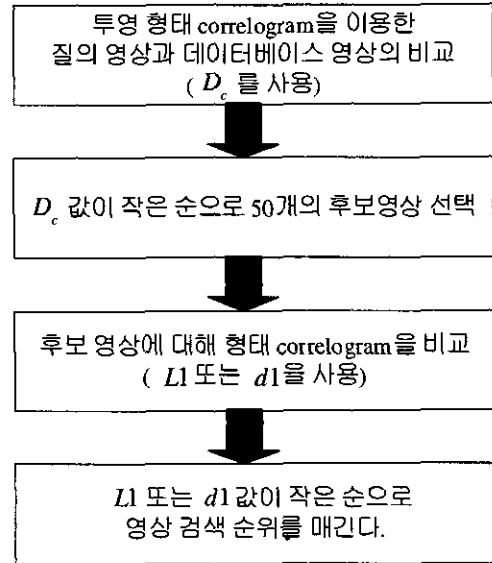 투영 형태 correlogram을 이용한
질의 영상과 데이터베이스 영상의 비교
( D_c 를 사용)
D_c 값이 작은 순으로 50개의 후보영상 선택
후보 영상에 대해 형태 correlogram을 비교
( L1 또는 d1을 사용)
L1 또는 d1 값이 작은 순으로
영상 검색 순위를 매긴다.